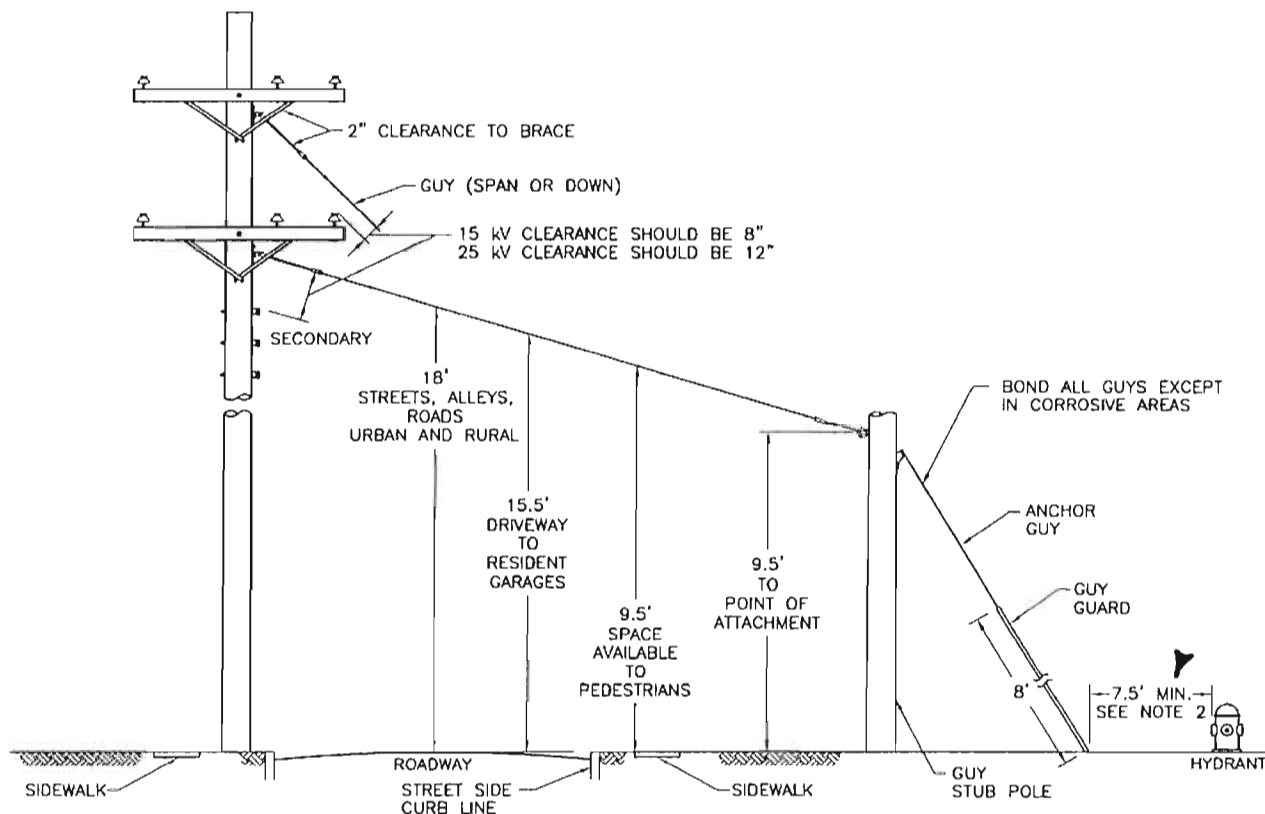 2" CLEARANCE TO BRACE
GUY (SPAN OR DOWN)
15 kV CLEARANCE SHOULD BE 8"
25 kV CLEARANCE SHOULD BE 12"
SECONDARY
18'
STREETS, ALLEYS,
ROADS
URBAN AND RURAL
15.5'
DRIVEWAY
TO
RESIDENT
GARAGES
9.5'
SPACE
AVAILABLE
TO
PEDESTRIANS
9.5'
TO
POINT OF
ATTACHMENT
BOND ALL GUYS EXCEPT
IN CORROSIVE AREAS
ANCHOR
GUY
GUY
GUARD
8'
7.5' MIN.
SEE NOTE 2
HYDRANT
SIDEWALK
ROADWAY
STREET SIDE
CURB LINE
SIDEWALK
GUY
STUB POLE